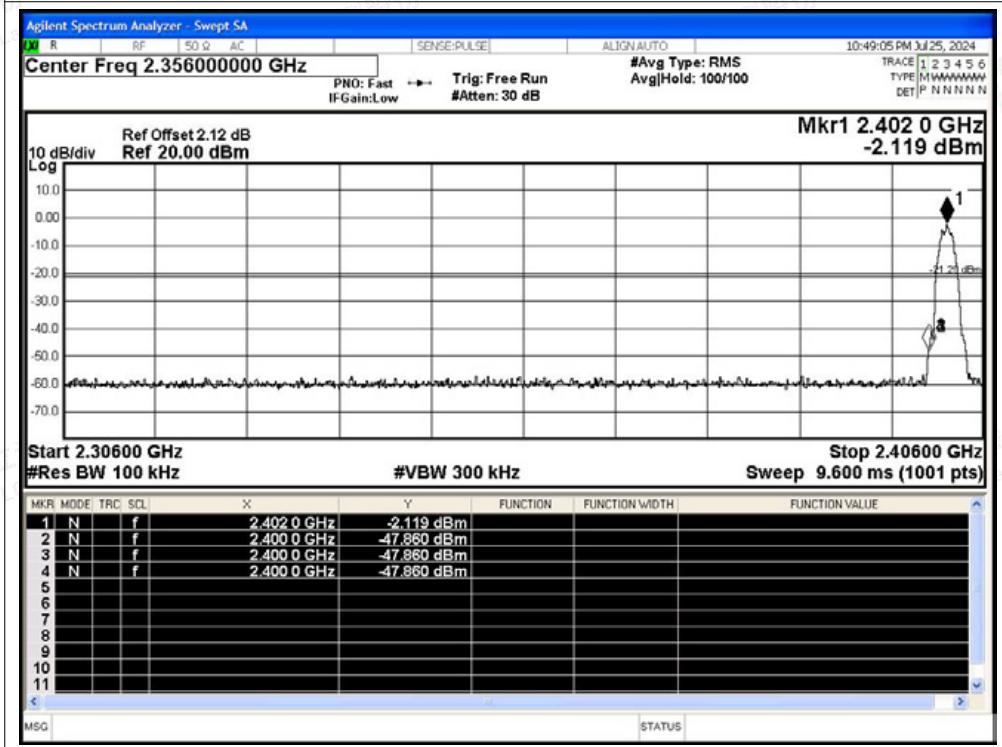 Agilent Spectrum Analyzer - Swept SA
R RF 50 Ω AC SENSE:PULSE ALIGN AUTO 10:49:05 PM Jul 25, 2024
Center Freq 2.356000000 GHz #Avg Type: RMS TRACE 1 2 3 4 5 6
PNO: Fast Trig: Free Run Avg|Hold: 100/100 TYPE M
IFGain:Low #Atten: 30 dB DET P N N N N N
Mkr1 2.402 0 GHz
Ref Offset 2.12 dB
10 dB/div Ref 20.00 dBm -2.119 dBm
Log
10.0
1
0.00
-10.0
-20.0
-30.0
-40.0
-50.0
-60.0
-70.0
Start 2.30600 GHz Stop 2.40600 GHz
#Res BW 100 kHz #VBW 300 kHz Sweep 9.600 ms (1001 pts)
MKR MODE TRC SCL X Y FUNCTION FUNCTION WIDTH FUNCTION VALUE
1 N f 2.402 0 GHz -2.119 dBm
2 N f 2.400 0 GHz -47.860 dBm
3 N f 2.400 0 GHz -47.860 dBm
4 N f 2.400 0 GHz -47.860 dBm
5
6
7
8
9
10
11
MSG STATUS